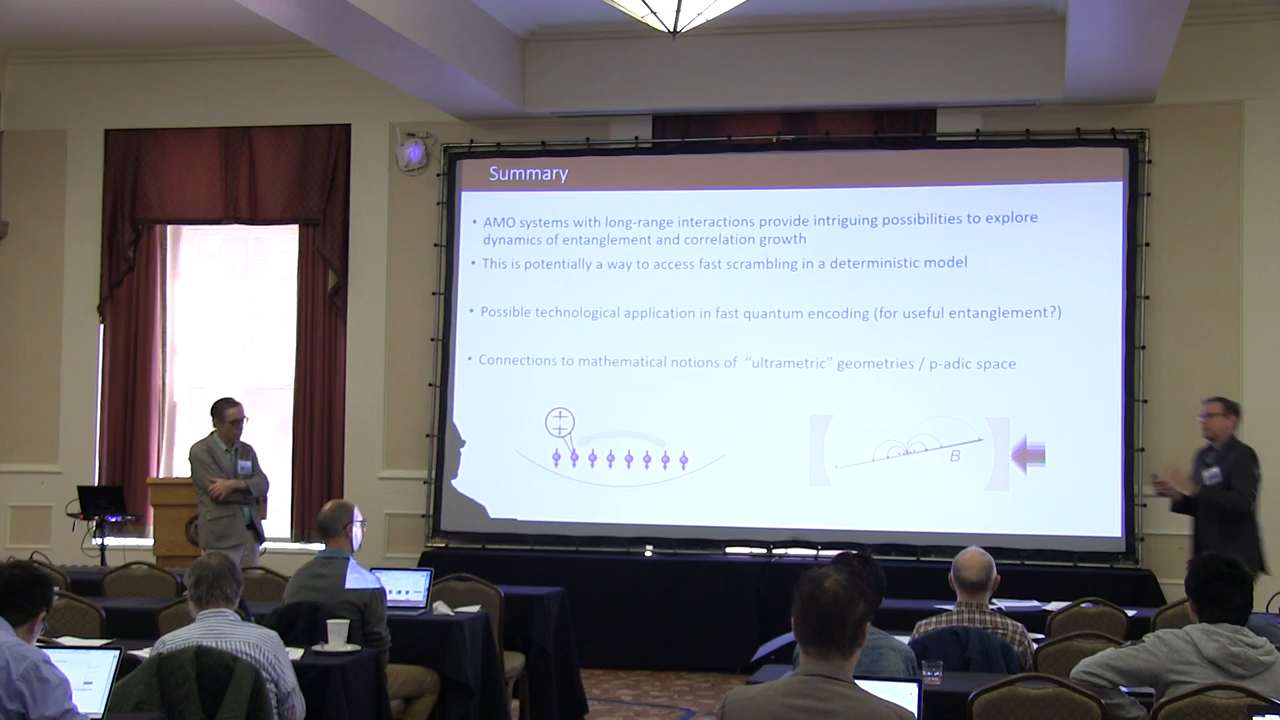 Summary
• AMO systems with long-range interactions provide intriguing possibilities to explore
dynamics of entanglement and correlation growth
• This is potentially a way to access fast scrambling in a deterministic model
• Possible technological application in fast quantum encoding (for useful entanglement?)
• Connections to mathematical notions of "ultrametric" geometries / p-adic space
B